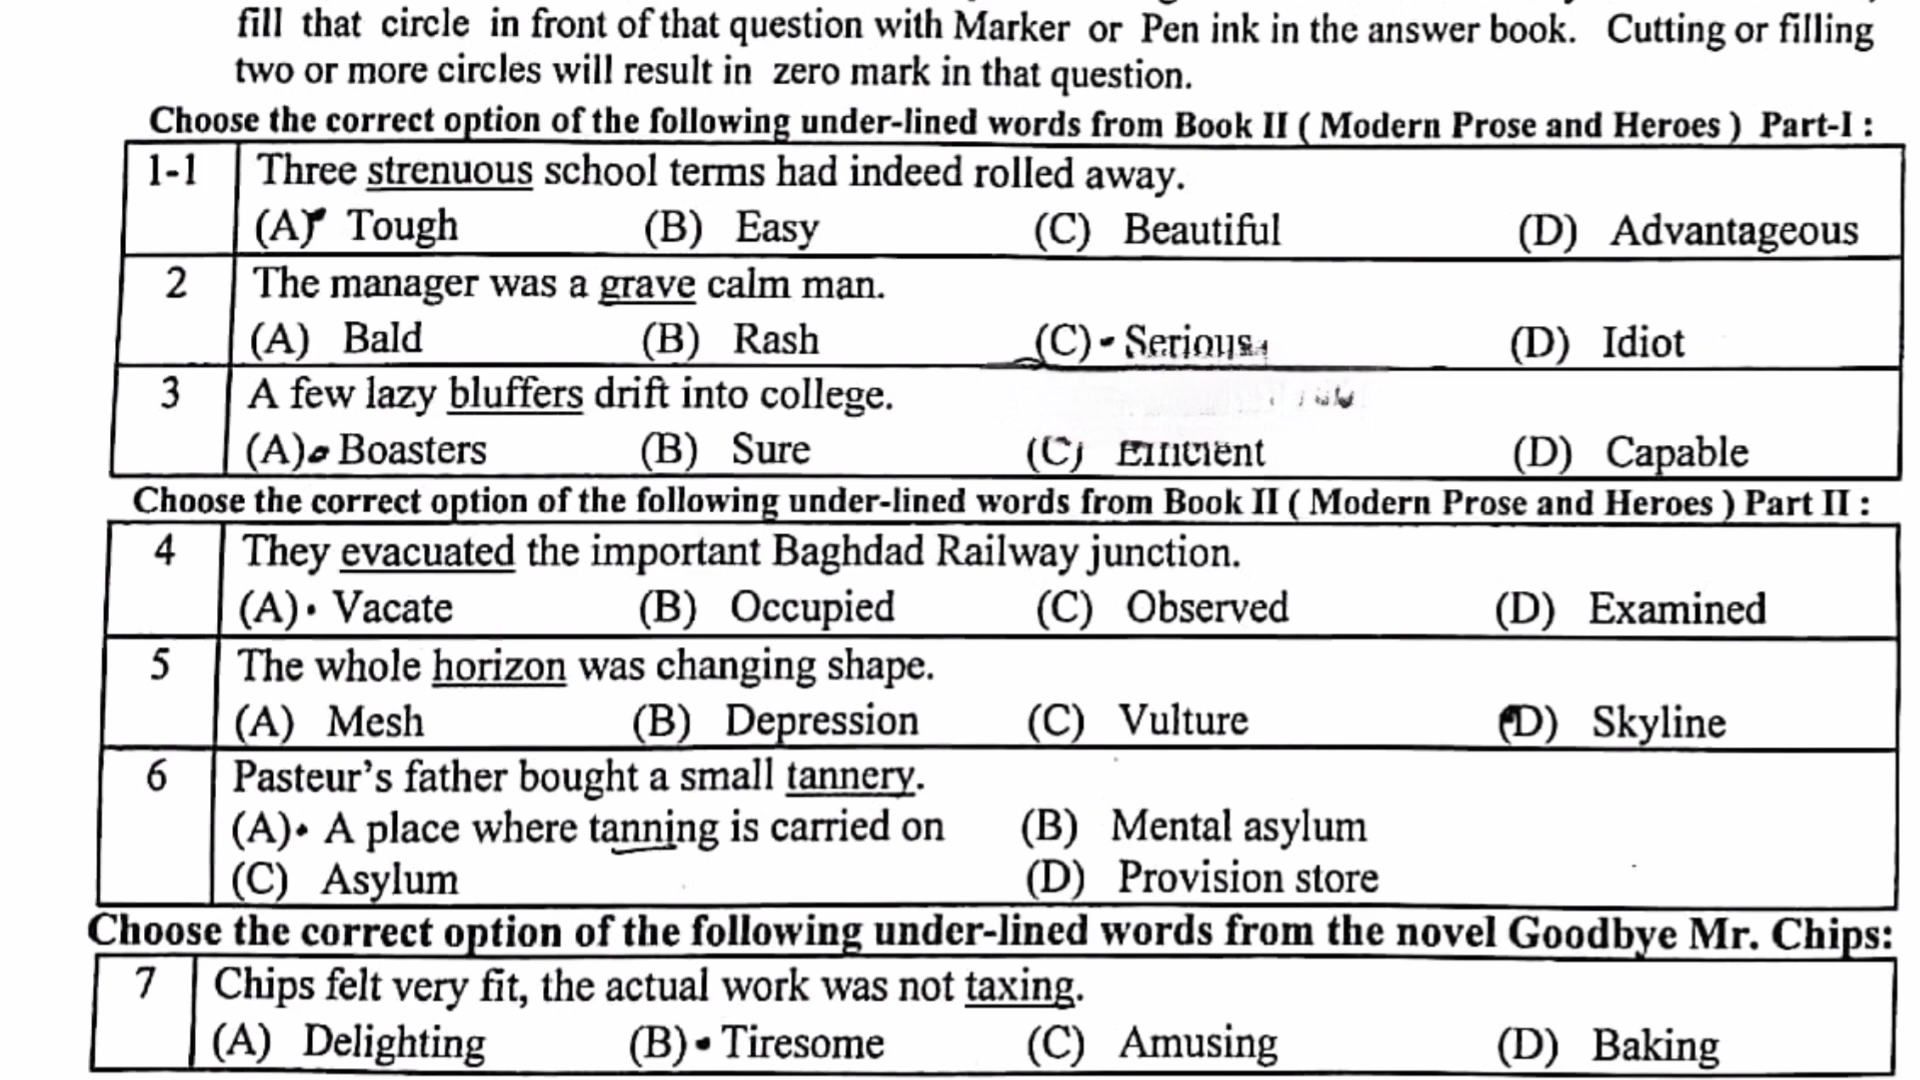 fill that circle in front of that question with Marker or Pen ink in the answer book. Cutting or filling
two or more circles will result in zero mark in that question.
Choose the correct option of the following under-lined words from Book II ( Modern Prose and Heroes ) Part-I :
1-1 Three strenuous school terms had indeed rolled away.
(A) Tough (B) Easy (C) Beautiful (D) Advantageous
2 The manager was a grave calm man.
(A) Bald (B) Rash (C) Serious (D) Idiot
3 A few lazy bluffers drift into college.
(A) Boasters (B) Sure (C) Efficient (D) Capable
Choose the correct option of the following under-lined words from Book II ( Modern Prose and Heroes ) Part II :
4 They evacuated the important Baghdad Railway junction.
(A) Vacate (B) Occupied (C) Observed (D) Examined
5 The whole horizon was changing shape.
(A) Mesh (B) Depression (C) Vulture (D) Skyline
6 Pasteur's father bought a small tannery.
(A) A place where tanning is carried on (B) Mental asylum
(C) Asylum (D) Provision store
Choose the correct option of the following under-lined words from the novel Goodbye Mr. Chips:
7 Chips felt very fit, the actual work was not taxing.
(A) Delighting (B) Tiresome (C) Amusing (D) Baking